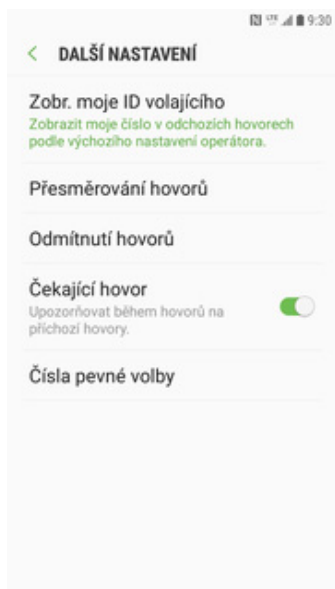 9:30
DALŠÍ NASTAVENÍ
Zobr. moje ID volajícího
Zobrazit moje číslo v odchozích hovorech
podle výchozího nastavení operátora.
Přesměrování hovorů
Odmítnutí hovorů
Čekající hovor
Upozorňovat během hovorů na
příchozí hovory.
Čísla pevné volby